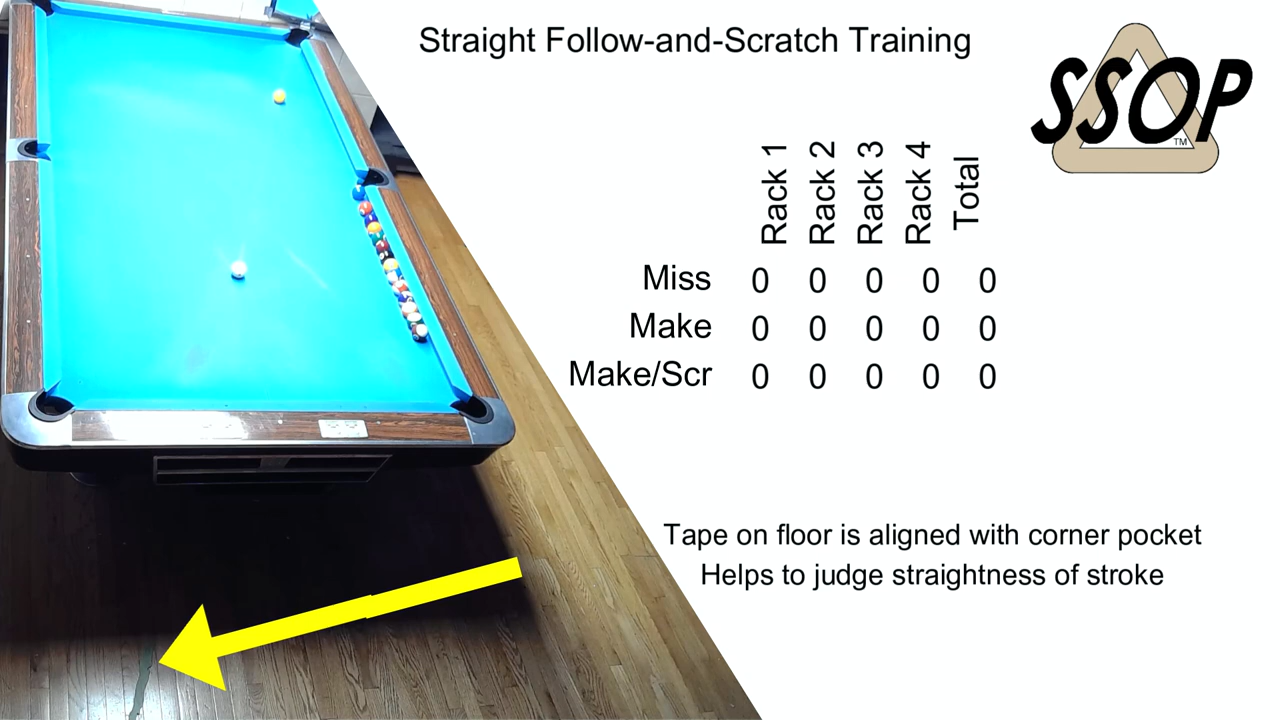 Straight Follow-and-Scratch Training
SSOP
TM
Rack 1 Rack 2 Rack 3 Rack 4 Total
Miss 0 0 0 0 0
Make 0 0 0 0 0
Make/Scr 0 0 0 0 0
Tape on floor is aligned with corner pocket
Helps to judge straightness of stroke